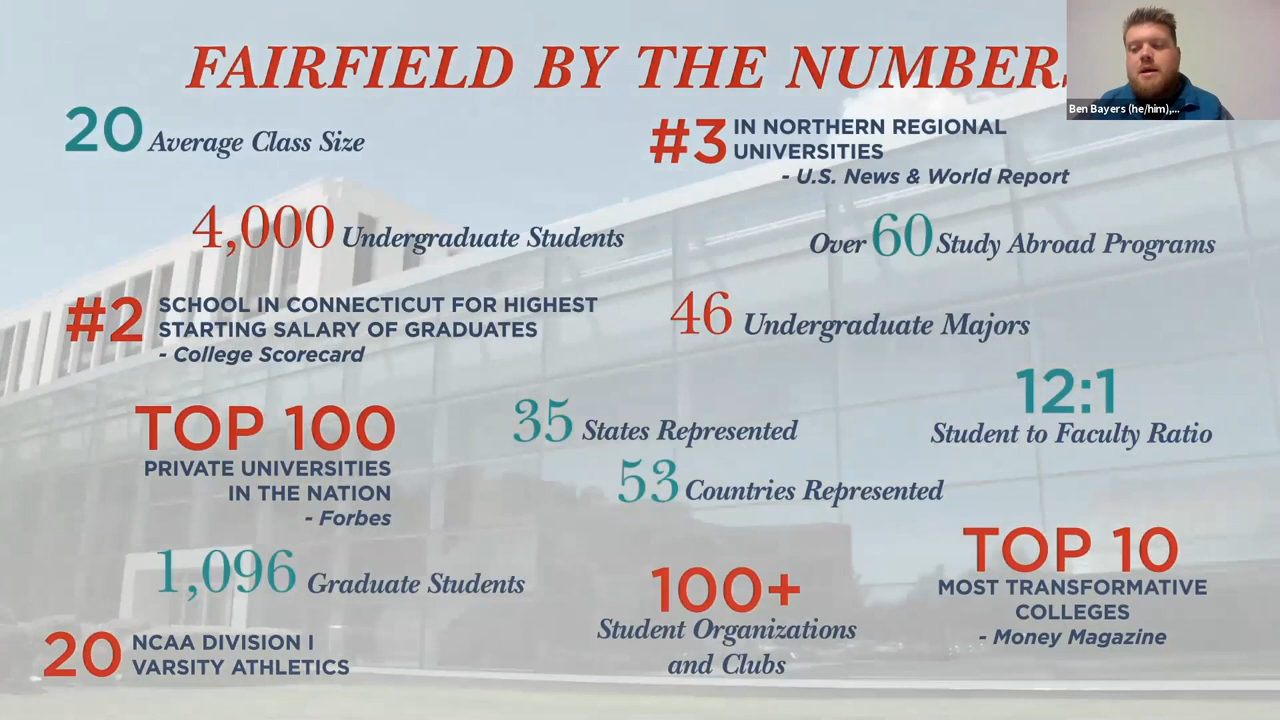 FAIRFIELD BY THE NUMBER
Ben Bayers (he/him),...
20 Average Class Size
#3 IN NORTHERN REGIONAL
UNIVERSITIES
- U.S. News & World Report
4,000 Undergraduate Students
Over 60 Study Abroad Programs
#2 SCHOOL IN CONNECTICUT FOR HIGHEST
STARTING SALARY OF GRADUATES
- College Scorecard
46 Undergraduate Majors
12:1
Student to Faculty Ratio
TOP 100
PRIVATE UNIVERSITIES
IN THE NATION
- Forbes
35 States Represented
53 Countries Represented
1,096 Graduate Students
100+
Student Organizations
and Clubs
TOP 10
MOST TRANSFORMATIVE
COLLEGES
- Money Magazine
20 NCAA DIVISION I
VARSITY ATHLETICS